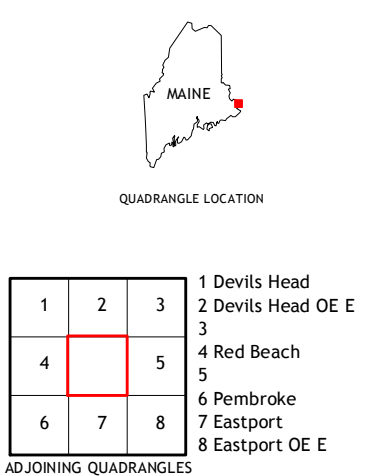 MAINE
QUADRANGLE LOCATION
1 2 3
4 5
6 7 8
1 Devils Head
2 Devils Head OE E
3
4 Red Beach
5
6 Pembroke
7 Eastport
8 Eastport OE E
ADJOINING QUADRANGLES